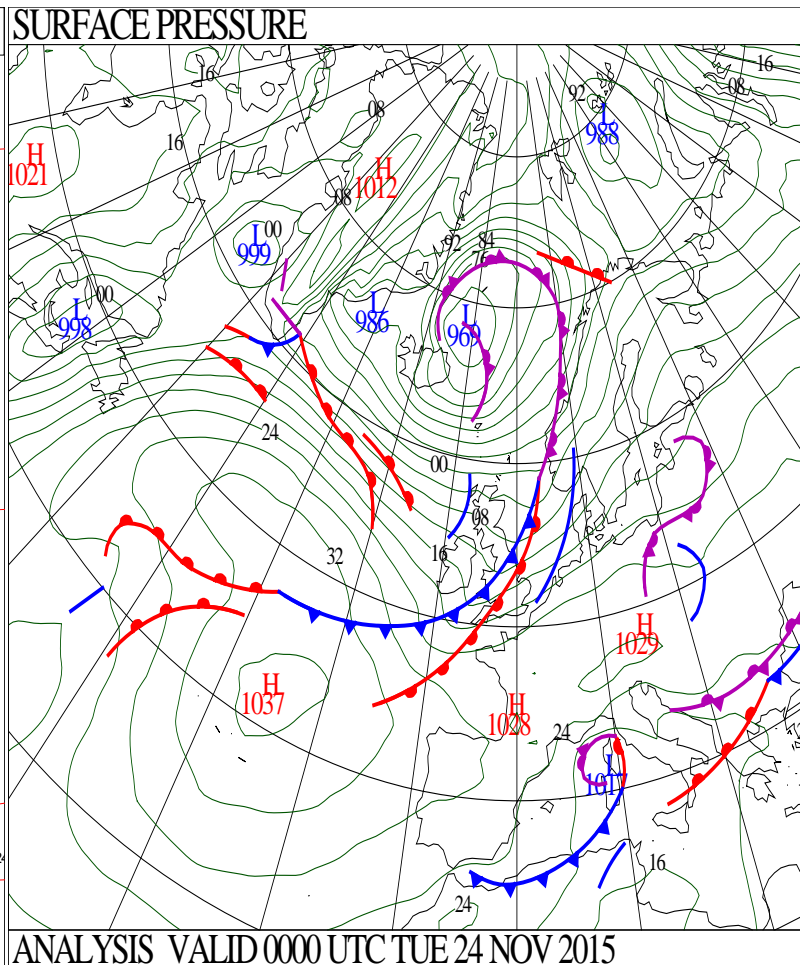 SURFACE PRESSURE
16
16
92
08
08
L
988
16
H
1021
H
1012
08
L
00
999
92
84
76
L
00
998
L
986
L
969
24
00
08
32
16
H
1029
H
1037
H
1028
24
L
1017
16
24
ANALYSIS VALID 0000 UTC TUE 24 NOV 2015